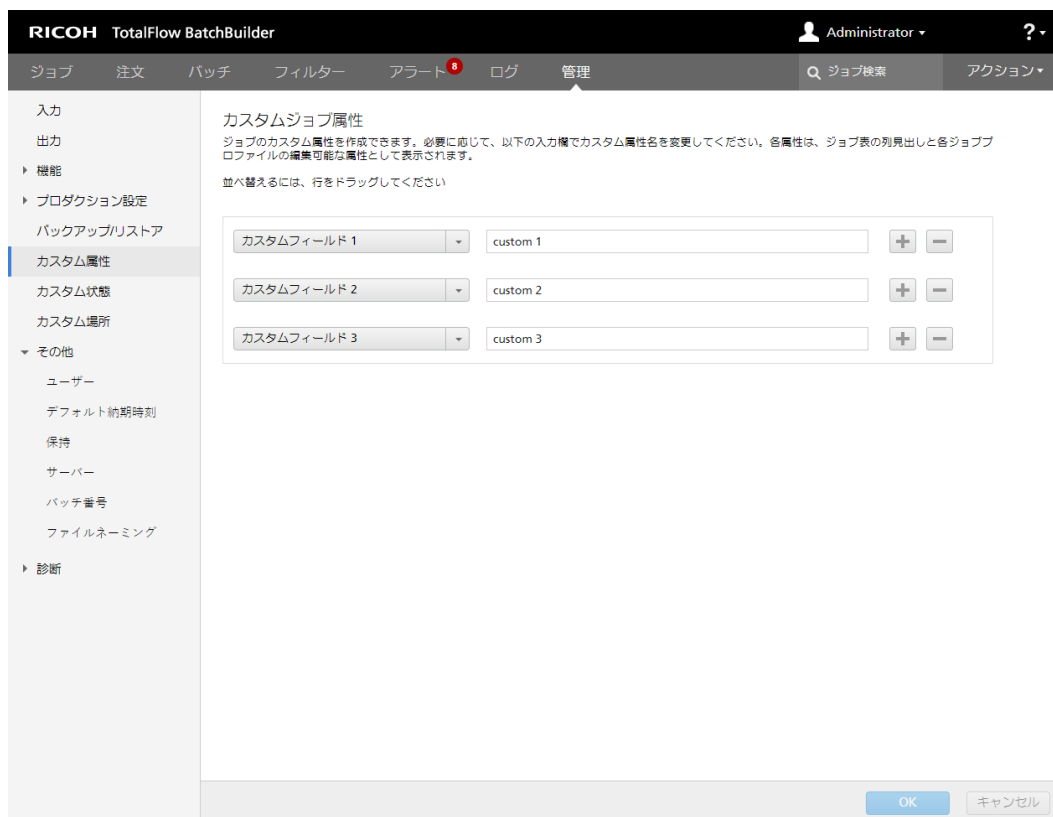 RICOH TotalFlow BatchBuilder
Administrator
?
ジョブ 注文 バッチ フィルター アラート 8 ログ 管理 ジョブ検索 アクション
入力
出力
機能
プロダクション設定
バックアップ/リストア
カスタム属性
カスタム状態
カスタム場所
その他
ユーザー
デフォルト納期時刻
保持
サーバー
バッチ番号
ファイルネーミング
診断
カスタムジョブ属性
ジョブのカスタム属性を作成できます。必要に応じて、以下の入力欄でカスタム属性名を変更してください。各属性は、ジョブ表の列見出しと各ジョブプ
ロファイルの編集可能な属性として表示されます。
並べ替えるには、行をドラッグしてください
カスタムフィールド 1 custom 1
カスタムフィールド 2 custom 2
カスタムフィールド 3 custom 3
OK キャンセル